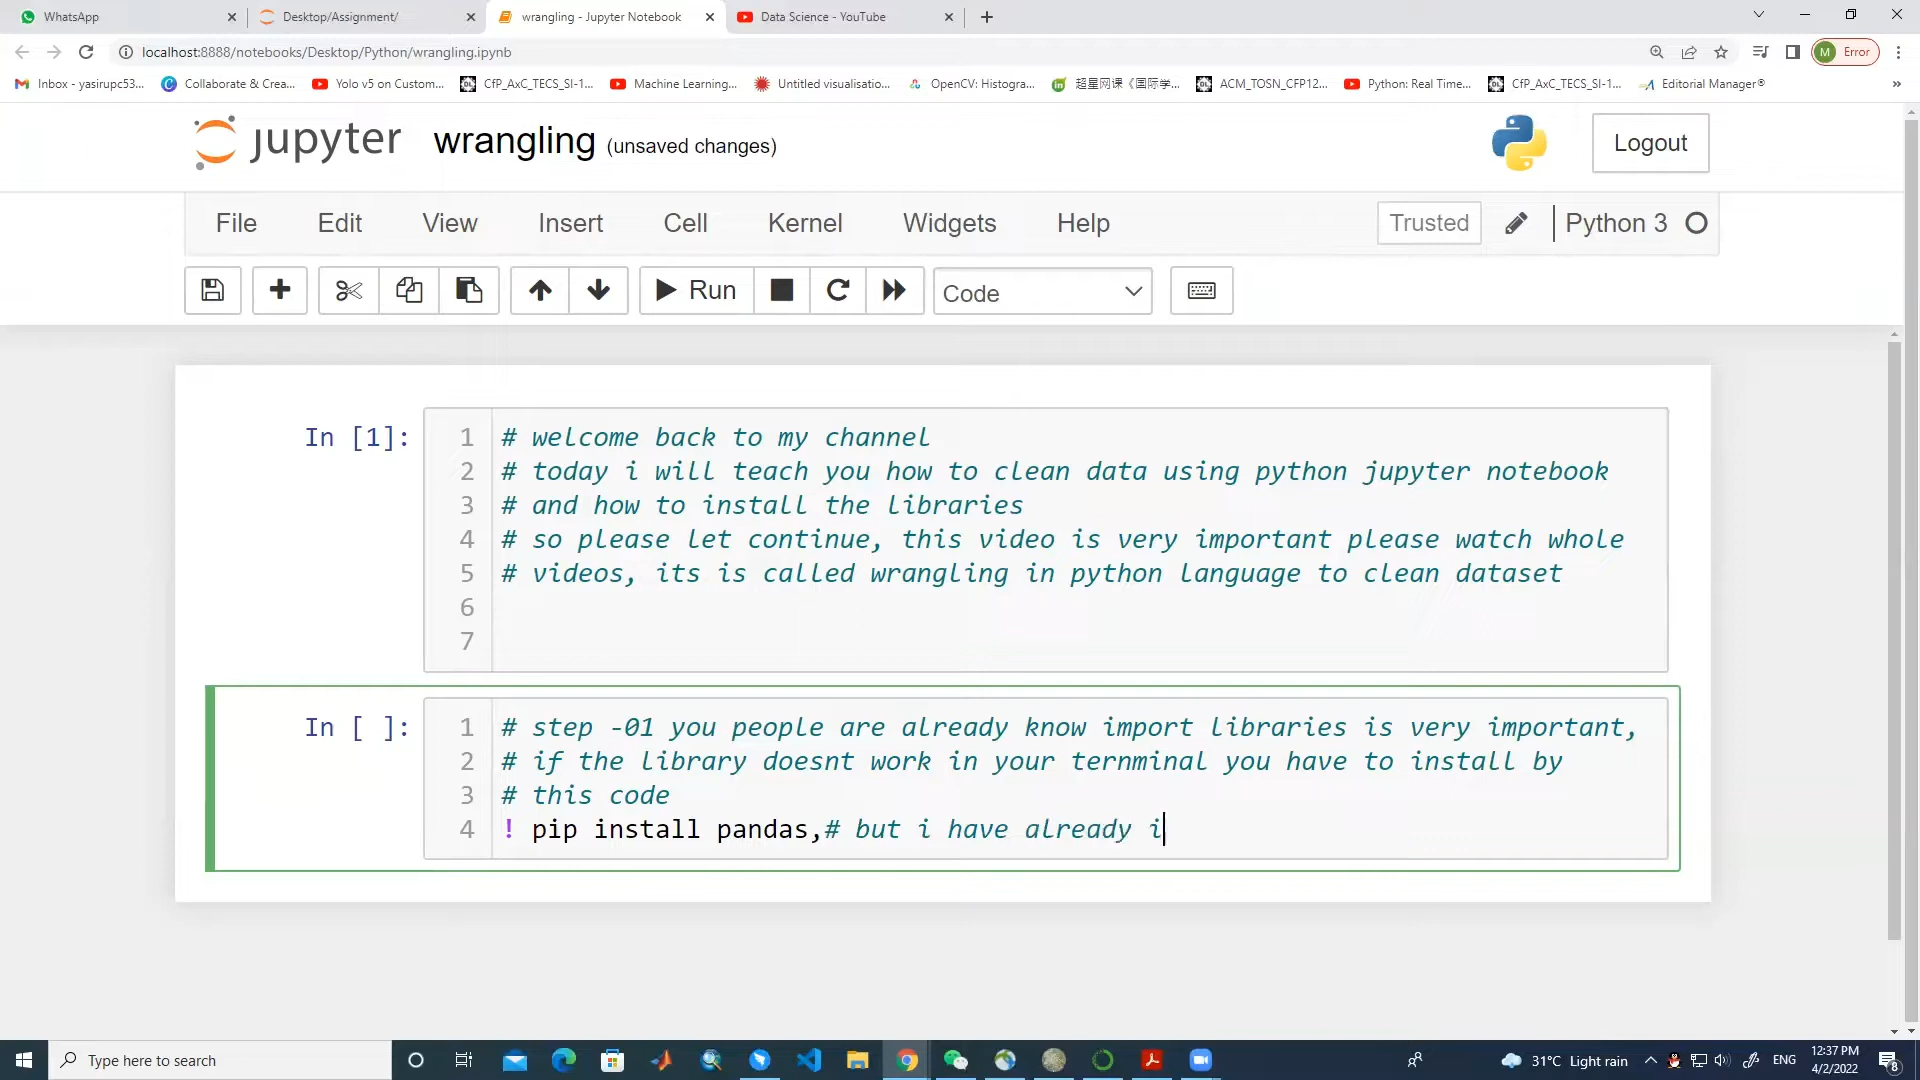 WhatsApp
Desktop/Assignment/
wrangling - Jupyter Notebook
Data Science - YouTube
localhost:8888/notebooks/Desktop/Python/wrangling.ipynb
M Error
Inbox - yasirupc53...
Collaborate & Crea...
Yolo v5 on Custom...
CfP_AxC_TECS_SI-1...
Machine Learning...
Untitled visualisatio...
OpenCV: Histogra...
超星网课《国际学...
ACM_TOSN_CFP12...
Python: Real Time...
CfP_AxC_TECS_SI-1...
Editorial Manager®
»
jupyter wrangling (unsaved changes)
Logout
File Edit View Insert Cell Kernel Widgets Help
Trusted
Python 3
Run
Code
In [1]:
1 # welcome back to my channel
2 # today i will teach you how to clean data using python jupyter notebook
3 # and how to install the libraries
4 # so please let continue, this video is very important please watch whole
5 # videos, its is called wrangling in python language to clean dataset
6
7
In [ ]:
1 # step -01 you people are already know import libraries is very important,
2 # if the library doesnt work in your ternminal you have to install by
3 # this code
4 ! pip install pandas,# but i have already i
Type here to search
31°C Light rain
ENG
12:37 PM
4/2/2022
8